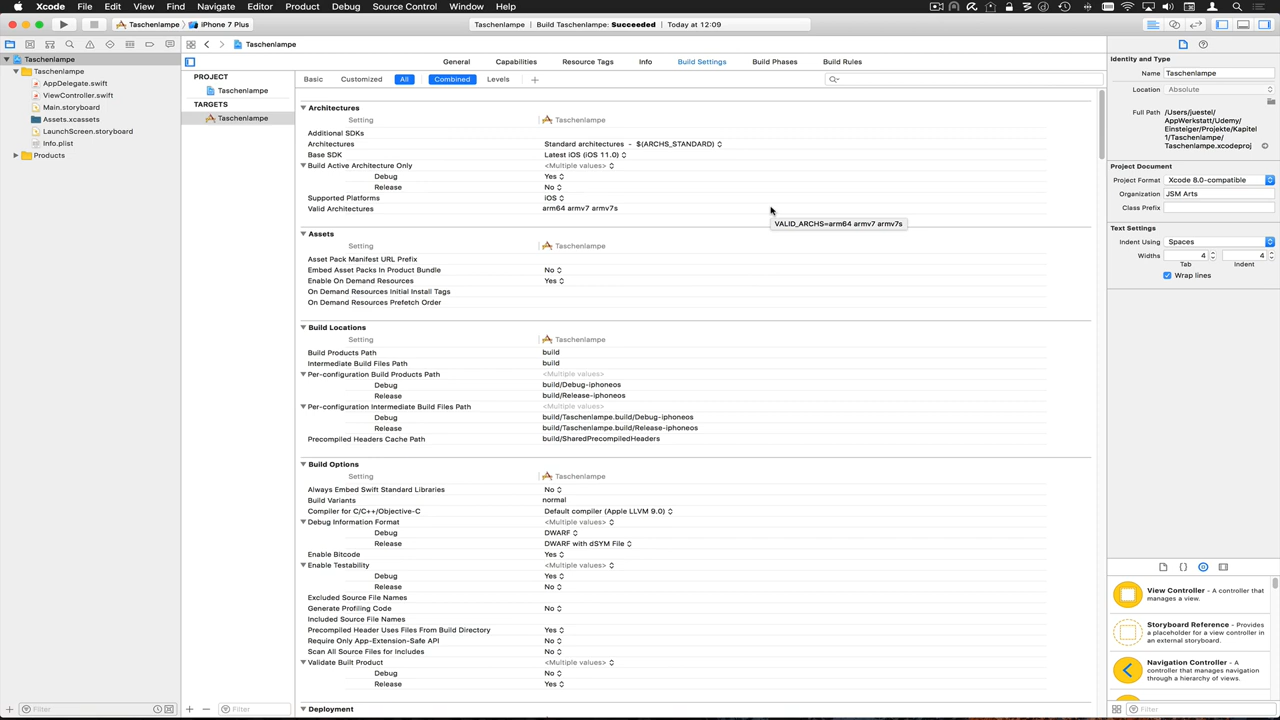 Xcode File Edit View Find Navigate Editor Product Debug Source Control Window Help
Taschenlampe iPhone 7 Plus
Taschenlampe | Build Taschenlampe: Succeeded | Today at 12:09
Taschenlampe
Taschenlampe
AppDelegate.swift
ViewController.swift
Main.storyboard
Assets.xcassets
LaunchScreen.storyboard
Info.plist
Products
Filter
Taschenlampe
General Capabilities Resource Tags Info Build Settings Build Phases Build Rules
PROJECT
Taschenlampe
TARGETS
Taschenlampe
Filter
Basic Customized All Combined Levels
Architectures
Setting Taschenlampe
Additional SDKs
Architectures Standard architectures - $(ARCHS_STANDARD)
Base SDK Latest iOS (iOS 11.0)
Build Active Architecture Only <Multiple values>
Debug Yes
Release No
Supported Platforms iOS
Valid Architectures arm64 armv7 armv7s
VALID_ARCHS=arm64 armv7 armv7s
Assets
Setting Taschenlampe
Asset Pack Manifest URL Prefix
Embed Asset Packs In Product Bundle No
Enable On Demand Resources Yes
On Demand Resources Initial Install Tags
On Demand Resources Prefetch Order
Build Locations
Setting Taschenlampe
Build Products Path build
Intermediate Build Files Path build
Per-configuration Build Products Path <Multiple values>
Debug build/Debug-iphoneos
Release build/Release-iphoneos
Per-configuration Intermediate Build Files Path <Multiple values>
Debug build/Taschenlampe.build/Debug-iphoneos
Release build/Taschenlampe.build/Release-iphoneos
Precompiled Headers Cache Path build/SharedPrecompiledHeaders
Build Options
Setting Taschenlampe
Always Embed Swift Standard Libraries No
Build Variants normal
Compiler for C/C++/Objective-C Default compiler (Apple LLVM 9.0)
Debug Information Format <Multiple values>
Debug DWARF
Release DWARF with dSYM File
Enable Bitcode Yes
Enable Testability <Multiple values>
Debug Yes
Release No
Excluded Source File Names
Generate Profiling Code No
Included Source File Names
Precompiled Header Uses Files From Build Directory Yes
Require Only App-Extension-Safe API No
Scan All Source Files for Includes No
Validate Built Product <Multiple values>
Debug No
Release Yes
Deployment
Identity and Type
Name Taschenlampe
Location Absolute
Full Path /Users/juestel/
AppWerkstatt/Udemy/
Einsteiger/Projekte/Kapitel
1/Taschenlampe/
Taschenlampe.xcodeproj
Project Document
Project Format Xcode 8.0-compatible
Organization JSM Arts
Class Prefix
Text Settings
Indent Using Spaces
Widths 4 4
Tab Indent
Wrap lines
View Controller - A controller that
manages a view.
Storyboard Reference - Provides
a placeholder for a view controller in
an external storyboard.
Navigation Controller - A
controller that manages navigation
through a hierarchy of views.
Filter